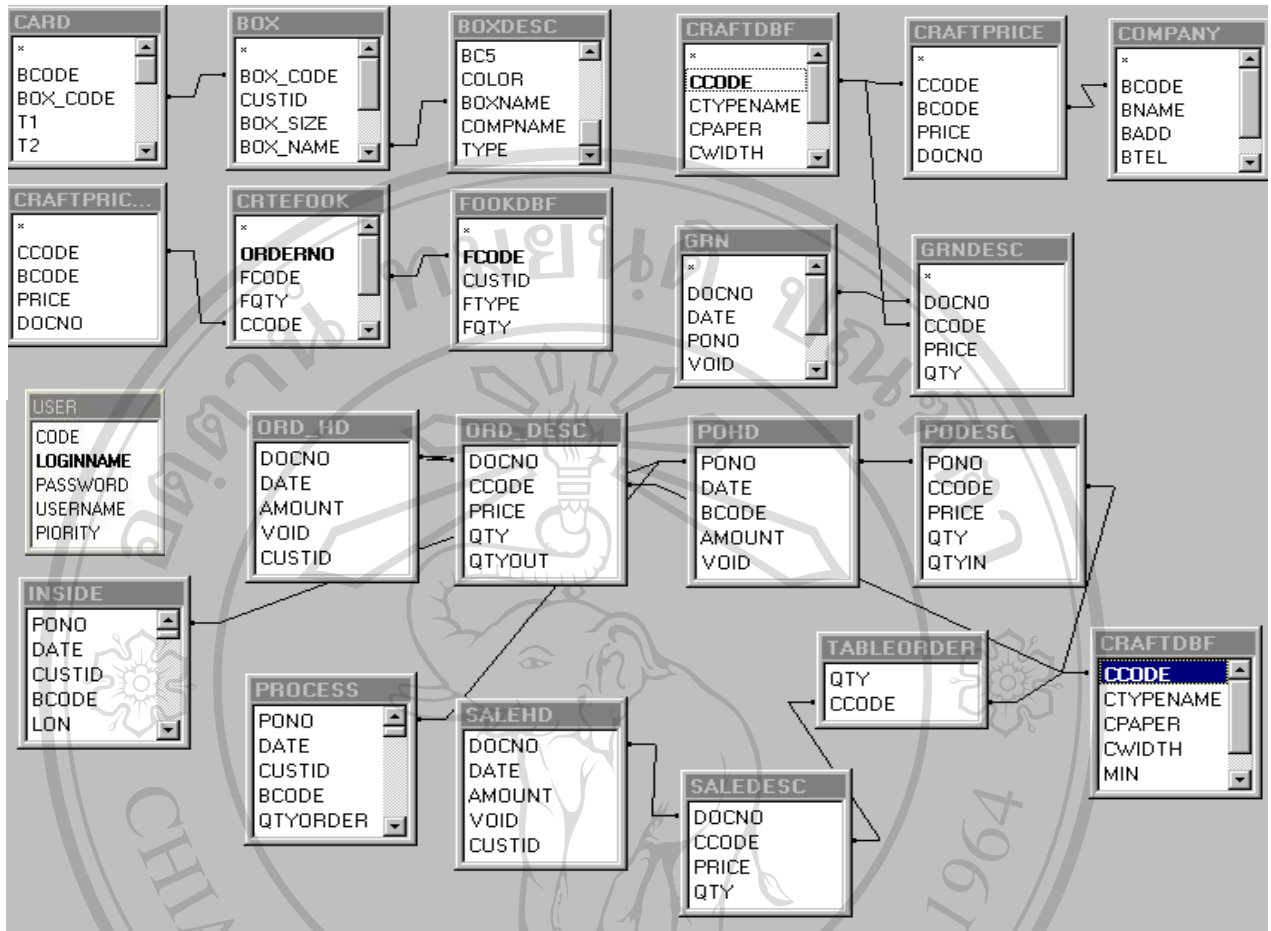 CARD
*
BCODE
BOX_CODE
T1
T2
BOX
*
BOX_CODE
CUSTID
BOX_SIZE
BOX_NAME
BOXDESC
BC5
COLOR
BOXNAME
COMPNAME
TYPE
CRAFTDBF
*
CCODE
CTYPENAME
CPAPER
CWIDTH
CRAFTPRICE
*
CCODE
BCODE
PRICE
DOCNO
COMPANY
*
BCODE
BNAME
BADD
BTEL
CRAFTPRIC...
*
CCODE
BCODE
PRICE
DOCNO
CRTEFOOK
*
ORDERNO
FCODE
FQTY
CCODE
FOOKDBF
*
FCODE
CUSTID
FTYPE
FQTY
GRN
*
DOCNO
DATE
PONO
VOID
GRNDESC
*
DOCNO
CCODE
PRICE
QTY
USER
CODE
LOGINNAME
PASSWORD
USERNAME
PIORITY
ORD_HD
DOCNO
DATE
AMOUNT
VOID
CUSTID
ORD_DESC
DOCNO
CCODE
PRICE
QTY
QTYOUT
POHD
PONO
DATE
BCODE
AMOUNT
VOID
PODESC
PONO
CCODE
PRICE
QTY
QTYIN
INSIDE
PONO
DATE
CUSTID
BCODE
LON
PROCESS
PONO
DATE
CUSTID
BCODE
QTYORDER
SALEHD
DOCNO
DATE
AMOUNT
VOID
CUSTID
SALEDESC
DOCNO
CCODE
PRICE
QTY
TABLEORDER
QTY
CCODE
CRAFTDBF
CCODE
CTYPENAME
CPAPER
CWIDTH
MIN
1964